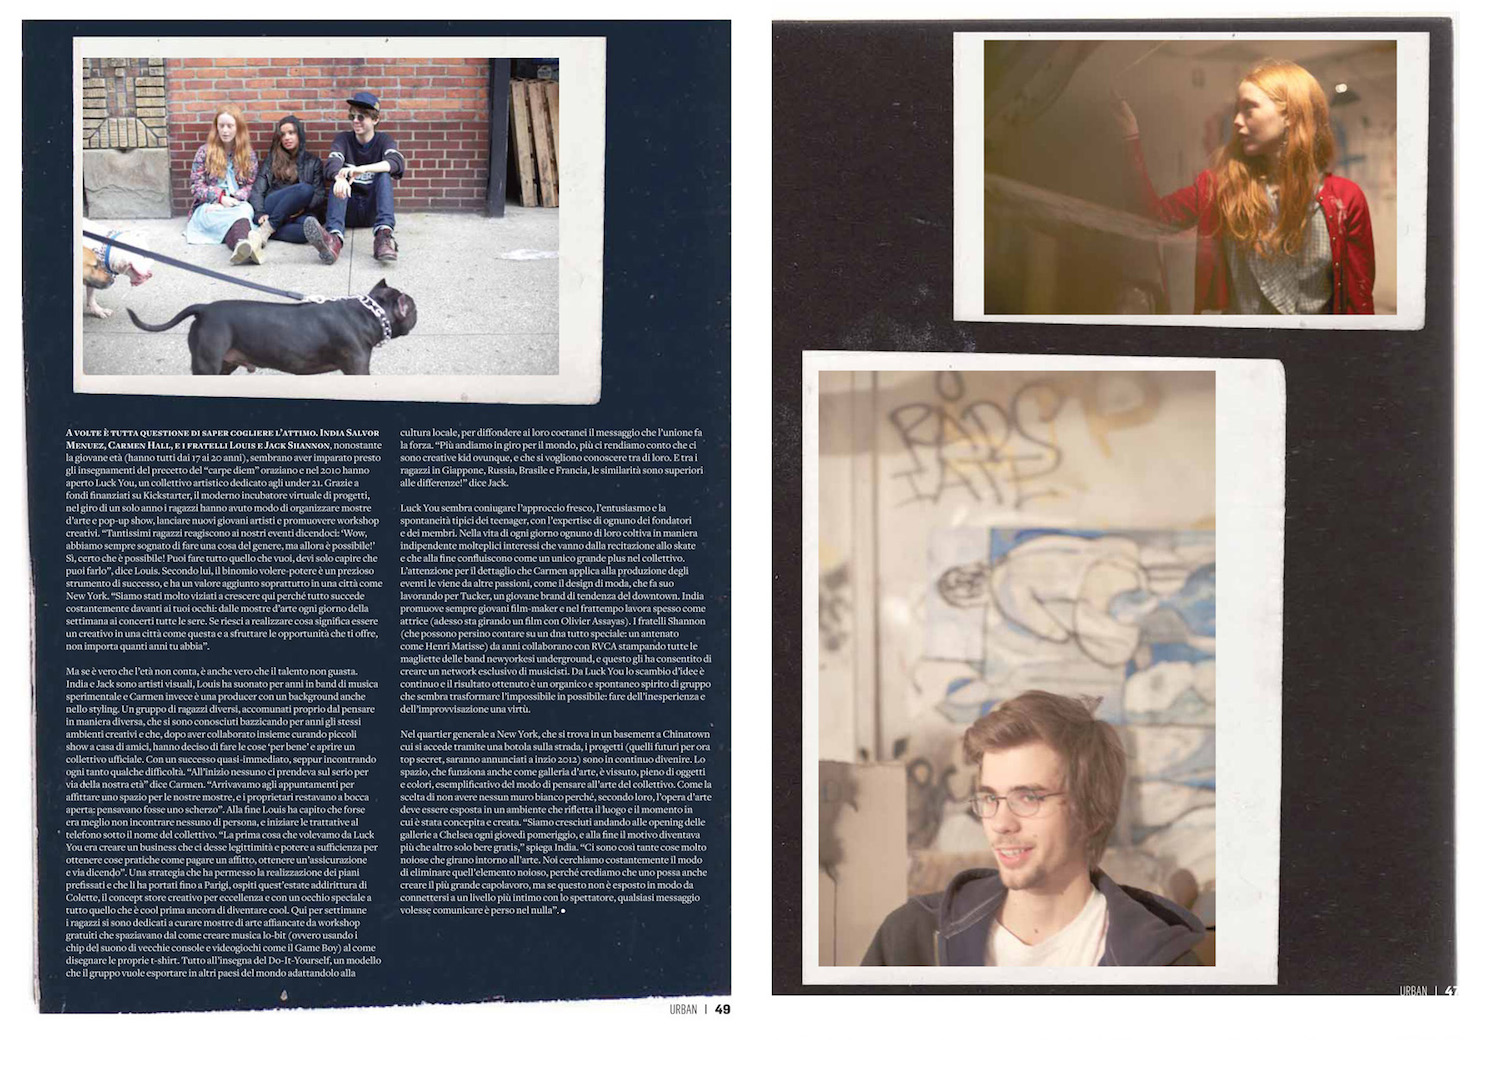 A VOLTE È TUTTA QUESTIONE DI SAPER COGLIERE L'ATTIMO. INDIA SALVOR
MENUEZ, CARMEN HALL, E I FRATELLI LOUIS E JACK SHANNON, nonostante
la giovane età (hanno tutti dai 17 ai 20 anni), sembrano aver imparato presto
gli insegnamenti del precetto del “carpe diem” oraziano e nel 2010 hanno
aperto Luck You, un collettivo artistico dedicato agli under 21. Grazie a
fondi finanziati su Kickstarter, il moderno incubatore virtuale di progetti,
nel giro di un solo anno i ragazzi hanno avuto modo di organizzare mostre
d'arte e pop-up show, lanciare nuovi giovani artisti e promuovere workshop
creativi. “Tantissimi ragazzi reagiscono ai nostri eventi dicendoci: ‘Wow,
abbiamo sempre sognato di fare una cosa del genere, ma allora è possibile!’
Sì, certo che è possibile! Puoi fare tutto quello che vuoi, devi solo capire che
puoi farlo”, dice Louis. Secondo lui, il binomio volere-potere è un prezioso
strumento di successo, e ha un valore aggiunto soprattutto in una città come
New York. “Siamo stati molto viziati a crescere qui perché tutto succede
costantemente davanti ai tuoi occhi: dalle mostre d'arte ogni giorno della
settimana ai concerti tutte le sere. Se riesci a realizzare cosa significa essere
un creativo in una città come questa e a sfruttare le opportunità che ti offre,
non importa quanti anni tu abbia”.
Ma se è vero che l'età non conta, è anche vero che il talento non guasta.
India e Jack sono artisti visuali, Louis ha suonato per anni in band di musica
sperimentale e Carmen invece è una producer con un background anche
nello styling. Un gruppo di ragazzi diversi, accomunati proprio dal pensare
in maniera diversa, che si sono conosciuti bazzicando per anni gli stessi
ambienti creativi e che, dopo aver collaborato insieme curando piccoli
show a casa di amici, hanno deciso di fare le cose ‘per bene’ e aprire un
collettivo ufficiale. Con un successo quasi-immediato, seppur incontrando
ogni tanto qualche difficoltà. “All'inizio nessuno ci prendeva sul serio per
via della nostra età” dice Carmen. “Arrivavamo agli appuntamenti per
affittare uno spazio per le nostre mostre, e i proprietari restavano a bocca
aperta: pensavano fosse uno scherzo”. Alla fine Louis ha capito che forse
era meglio non incontrare nessuno di persona, e iniziare le trattative al
telefono sotto il nome del collettivo. “La prima cosa che volevamo da Luck
You era creare un business che ci desse legittimità e potere a sufficienza per
ottenere cose pratiche come pagare un affitto, ottenere un'assicurazione
e via dicendo”. Una strategia che ha permesso la realizzazione dei piani
prefissati e che li ha portati fino a Parigi, ospiti quest'estate addirittura di
Colette, il concept store creativo per eccellenza e con un occhio speciale a
tutto quello che è cool prima ancora di diventare cool. Qui per settimane
i ragazzi si sono dedicati a curare mostre di arte affiancate da workshop
gratuiti che spaziavano dal come creare musica lo-bit (ovvero usando i
chip del suono di vecchie console e videogiochi come il Game Boy) al come
disegnare le proprie t-shirt. Tutto all'insegna del Do-It-Yourself, un modello
che il gruppo vuole esportare in altri paesi del mondo adattandolo alla
cultura locale, per diffondere ai loro coetanei il messaggio che l'unione fa
la forza. “Più andiamo in giro per il mondo, più ci rendiamo conto che ci
sono creative kid ovunque, e che si vogliono conoscere tra di loro. E tra i
ragazzi in Giappone, Russia, Brasile e Francia, le similarità sono superiori
alle differenze!” dice Jack.
Luck You sembra coniugare l'approccio fresco, l'entusiasmo e la
spontaneità tipici dei teenager, con l'expertise di ognuno dei fondatori
e dei membri. Nella vita di ogni giorno ognuno di loro coltiva in maniera
indipendente molteplici interessi che vanno dalla recitazione allo skate
e che alla fine confluiscono come un unico grande plus nel collettivo.
L'attenzione per il dettaglio che Carmen applica alla produzione degli
eventi le viene da altre passioni, come il design di moda, che fa suo
lavorando per Tucker, un giovane brand di tendenza del downtown. India
promuove sempre giovani film-maker e nel frattempo lavora spesso come
attrice (adesso sta girando un film con Olivier Assayas). I fratelli Shannon
(che possono persino contare su un dna tutto speciale: un antenato
come Henri Matisse) da anni collaborano con RVCA stampando tutte le
magliette delle band newyorkesi underground, e questo gli ha consentito di
creare un network esclusivo di musicisti. Da Luck You lo scambio d'idee è
continuo e il risultato ottenuto è un organico e spontaneo spirito di gruppo
che sembra trasformare l'impossibile in possibile: fare dell'inesperienza e
dell'improvvisazione una virtù.
Nel quartier generale a New York, che si trova in un basement a Chinatown
cui si accede tramite una botola sulla strada, i progetti (quelli futuri per ora
top secret, saranno annunciati a inzio 2012) sono in continuo divenire. Lo
spazio, che funziona anche come galleria d'arte, è vissuto, pieno di oggetti
e colori, esemplificativo del modo di pensare all'arte del collettivo. Come la
scelta di non avere nessun muro bianco perché, secondo loro, l'opera d'arte
deve essere esposta in un ambiente che rifletta il luogo e il momento in
cui è stata concepita e creata. “Siamo cresciuti andando alle opening delle
gallerie a Chelsea ogni giovedì pomeriggio, e alla fine il motivo diventava
più che altro solo bere gratis,” spiega India. “Ci sono così tante cose molto
noiose che girano intorno all'arte. Noi cerchiamo costantemente il modo
di eliminare quell'elemento noioso, perché crediamo che uno possa anche
creare il più grande capolavoro, ma se questo non è esposto in modo da
connettersi a un livello più intimo con lo spettatore, qualsiasi messaggio
volesse comunicare è perso nel nulla”. ●
URBAN | 49
URBAN | 47